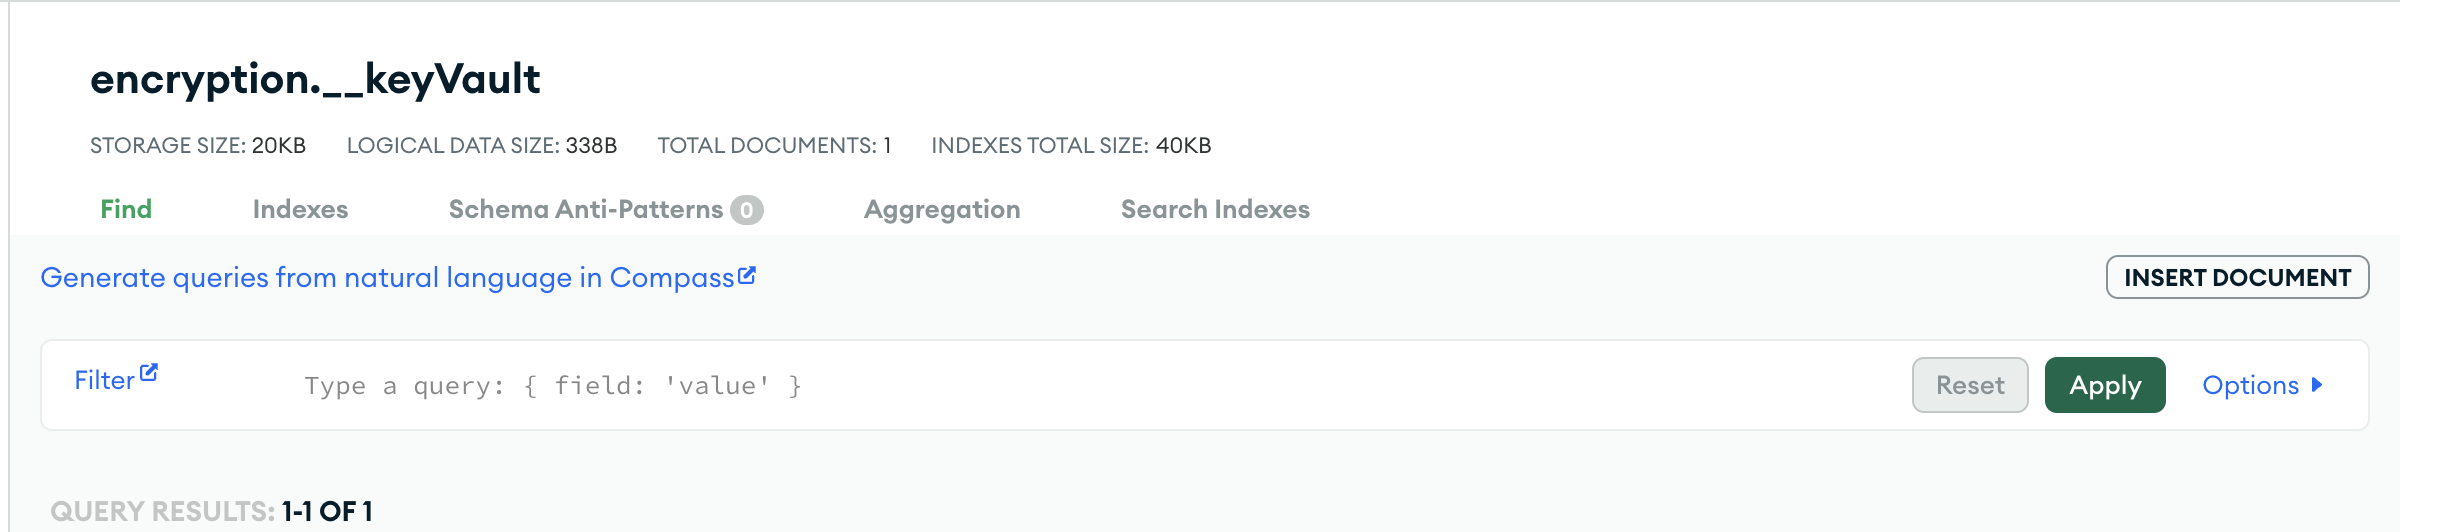 encryption.__keyVault
STORAGE SIZE: 20KB LOGICAL DATA SIZE: 338B TOTAL DOCUMENTS: 1 INDEXES TOTAL SIZE: 40KB
Find Indexes Schema Anti-Patterns 0 Aggregation Search Indexes
Generate queries from natural language in Compass INSERT DOCUMENT
Filter Type a query: { field: 'value' } Reset Apply Options
QUERY RESULTS: 1-1 OF 1